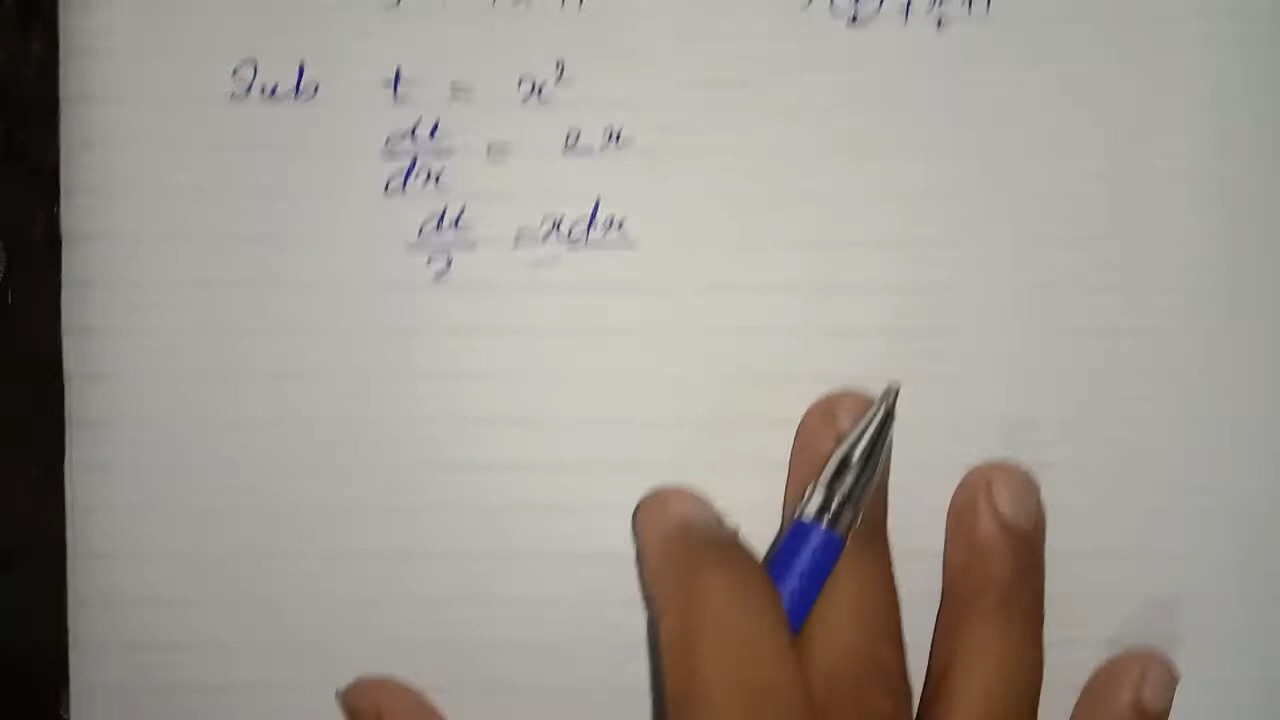 Sub t = x²
dt/dx = 2x
dt/2 = xdx